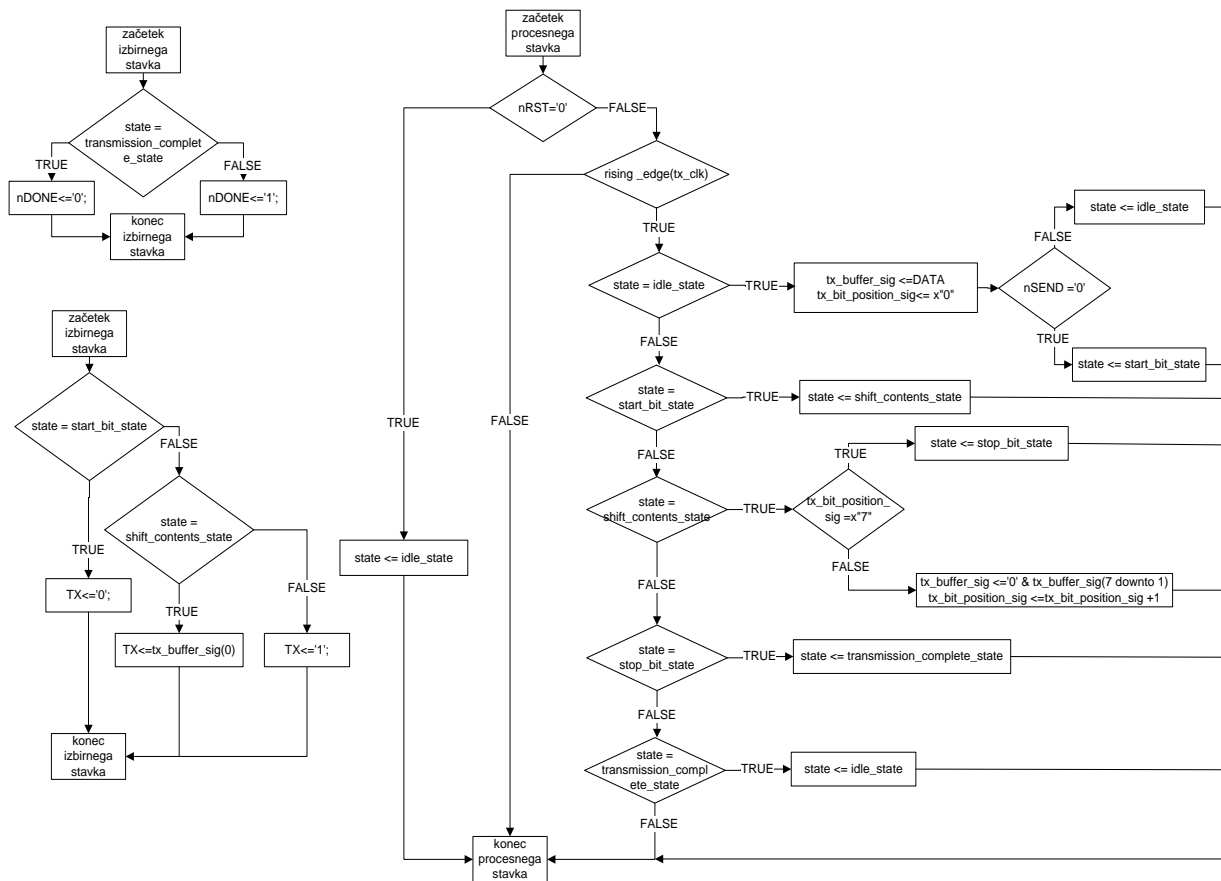 začetek
izbirnega
stavka
state =
transmission_complet
e_state
TRUE
FALSE
nDONE<='0';
nDONE<='1';
konec
izbirnega
stavka
začetek
izbirnega
stavka
state = start_bit_state
FALSE
state =
shift_contents_state
TRUE
FALSE
TX<='0';
TRUE
TX<=tx_buffer_sig(0)
TX<='1';
konec
izbirnega
stavka
začetek
procesnega
stavka
nRST='0'
FALSE
rising _edge(tx_clk)
TRUE
state = idle_state
TRUE
tx_buffer_sig <=DATA
tx_bit_position_sig<= x"0"
state <= idle_state
FALSE
nSEND ='0'
TRUE
state <= start_bit_state
FALSE
state =
start_bit_state
TRUE
state <= shift_contents_state
TRUE
FALSE
FALSE
state =
shift_contents_state
TRUE
state <= stop_bit_state
TRUE
tx_bit_position_
sig =x"7"
FALSE
tx_buffer_sig <='0' & tx_buffer_sig(7 downto 1)
tx_bit_position_sig <=tx_bit_position_sig +1
state <= idle_state
FALSE
state =
stop_bit_state
TRUE
state <= transmission_complete_state
FALSE
state =
transmission_compl
ete_state
TRUE
state <= idle_state
FALSE
konec
procesnega
stavka